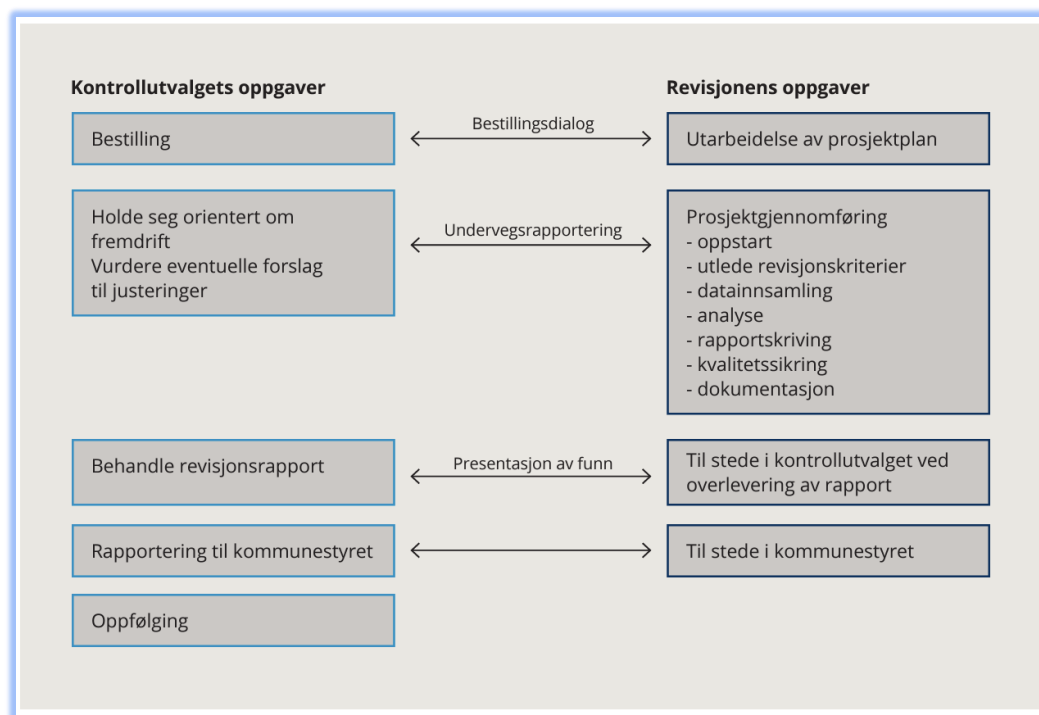 Kontrollutvalgets oppgaver
Revisjonens oppgaver
Bestilling
Bestillingsdialog
Utarbeidelse av prosjektplan
Holde seg orientert om
fremdrift
Vurdere eventuelle forslag
til justeringer
Undervegsrapportering
Prosjektgjennomføring
- oppstart
- utlede revisjonskriterier
- datainnsamling
- analyse
- rapportskriving
- kvalitetssikring
- dokumentasjon
Behandle revisjonsrapport
Presentasjon av funn
Til stede i kontrollutvalget ved
overlevering av rapport
Rapportering til kommunestyret
Til stede i kommunestyret
Oppfølging